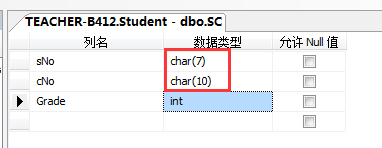 TEACHER-B412.Student - dbo.SC
列名 数据类型 允许 Null 值
sNo char(7)
cNo char(10)
Grade int